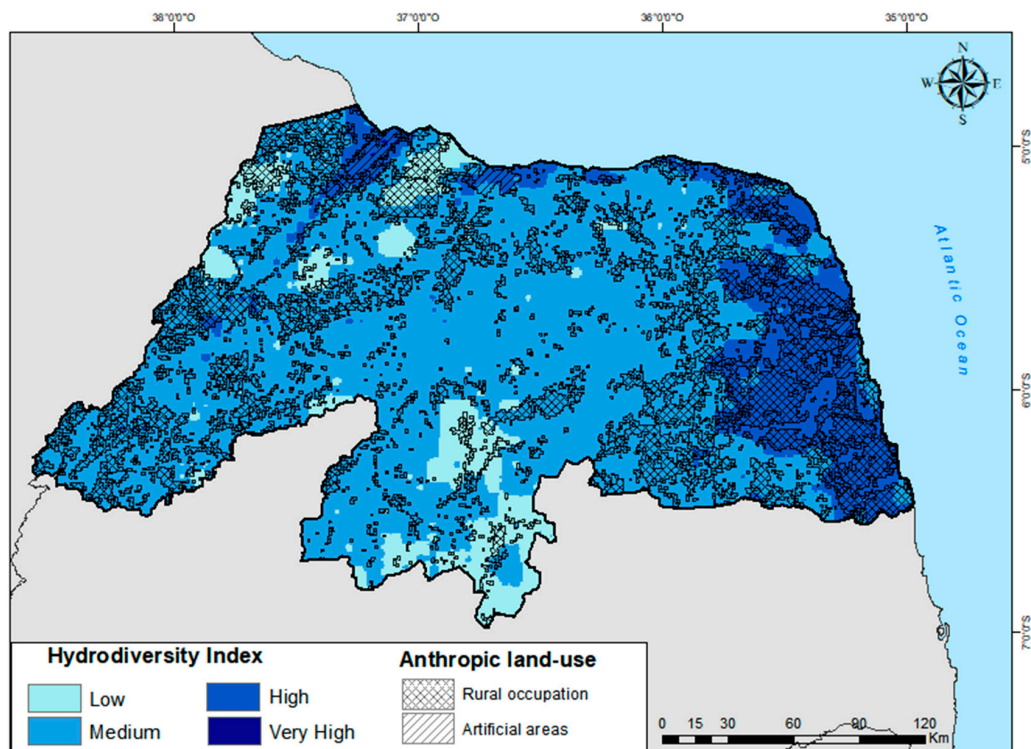 38°0'0"O 37°0'0"O 36°0'0"O 35°0'0"O
N
W E
S
5°0'0"S
Atlantic Ocean
6°0'0"S
7°0'0"S
Hydrodiversity Index
Low
Medium
High
Very High
Anthropic land-use
Rural occupation
Artificial areas
0 15 30 60 90 120
Km